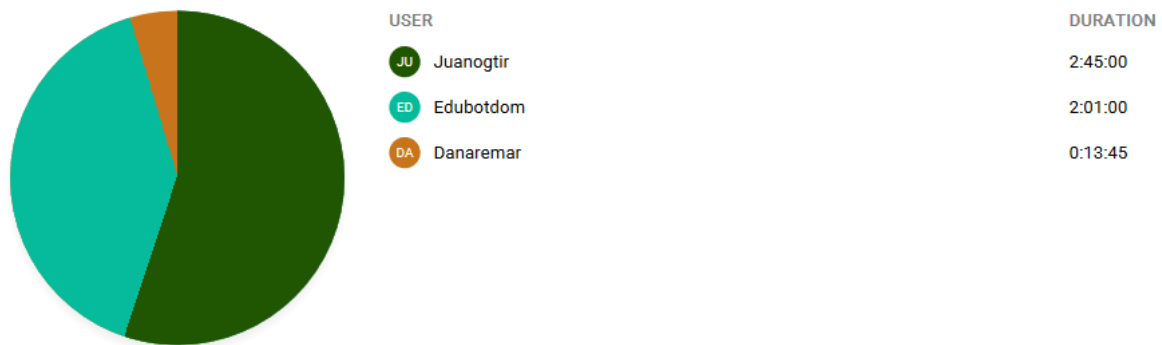 USER DURATION
JU Juanogtir 2:45:00
ED Edubotdom 2:01:00
DA Danaremar 0:13:45